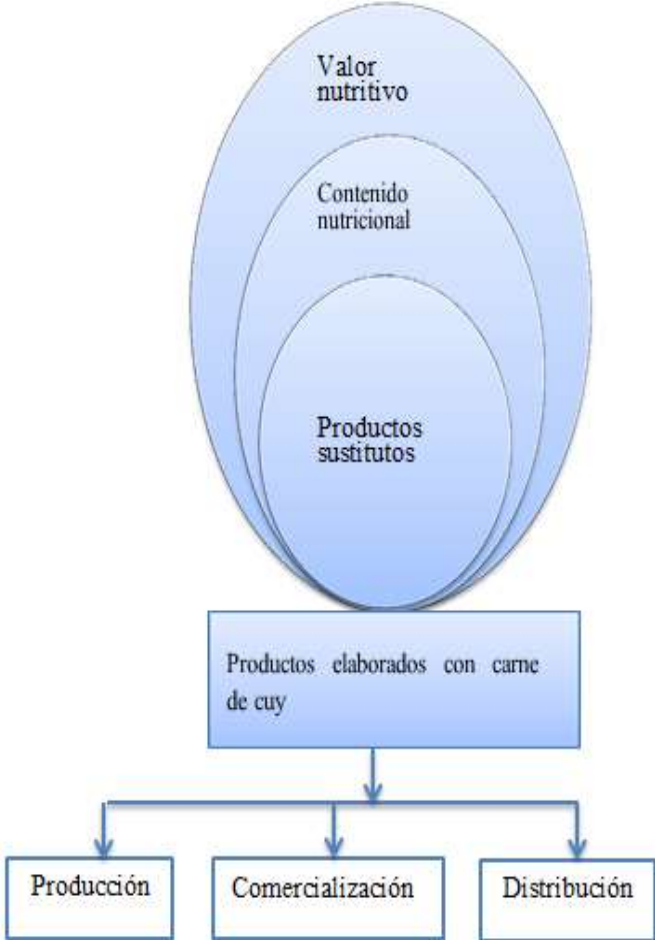 Valor
nutritivo
Contenido
nutricional
Productos
sustitutos
Productos elaborados con carne
de cuy
Producción
Comercialización
Distribución